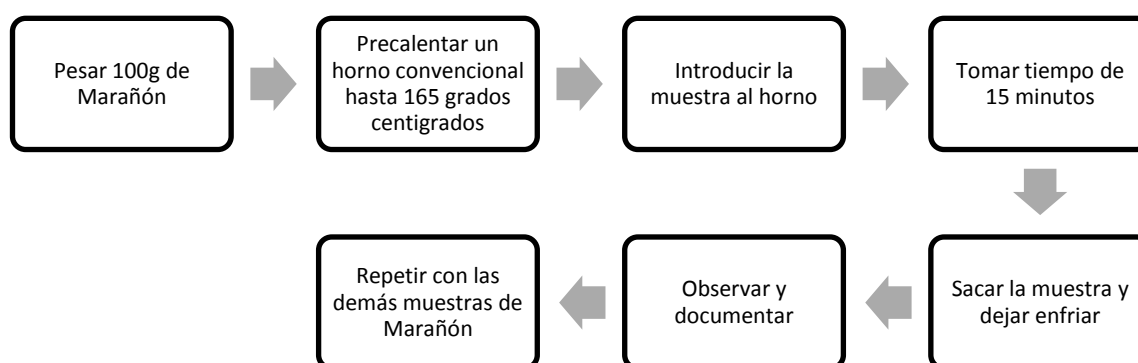 Pesar 100g de
Marañón
Precalentar un
horno convencional
hasta 165 grados
centigrados
Introducir la
muestra al horno
Tomar tiempo de
15 minutos
Sacar la muestra y
dejar enfriar
Observar y
documentar
Repetir con las
demás muestras de
Marañón